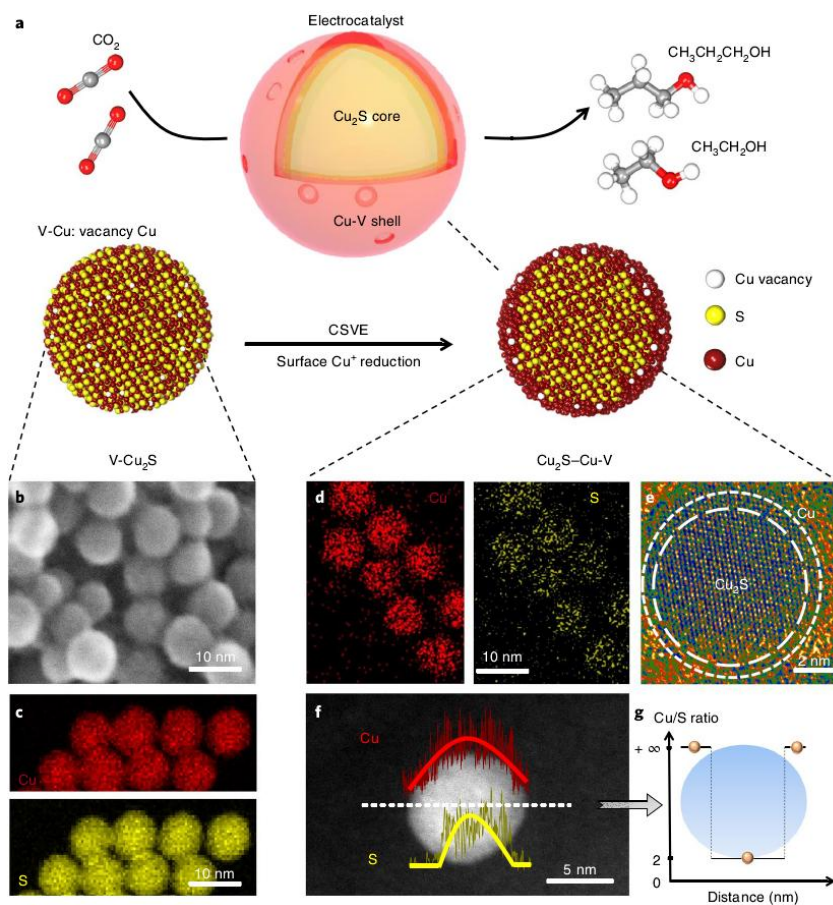 a
Electrocatalyst
CO₂
CH₃CH₂CH₂OH
Cu₂S core
CH₃CH₂OH
Cu-V shell
V-Cu: vacancy Cu
Cu vacancy
CSVE
S
Surface Cu⁺ reduction
Cu
V-Cu₂S
Cu₂S–Cu-V
b
10 nm
d
Cu
S
10 nm
e
Cu
Cu₂S
2 nm
c
Cu
S
10 nm
f
Cu
S
5 nm
g
Cu/S ratio
+ ∞
2
0
Distance (nm)